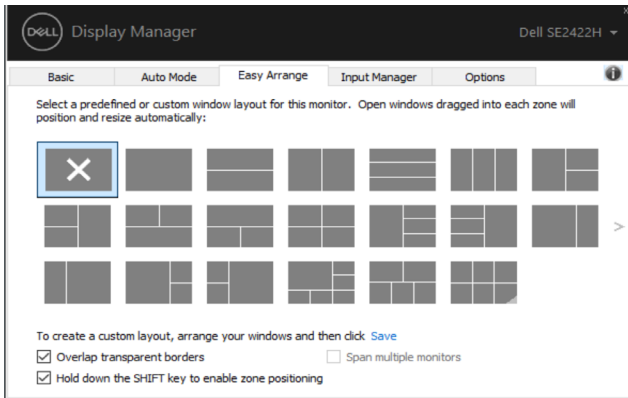 DELL Display Manager
Dell SE2422H
Basic Auto Mode Easy Arrange Input Manager Options
Select a predefined or custom window layout for this monitor. Open windows dragged into each zone will
position and resize automatically:
To create a custom layout, arrange your windows and then click Save
Overlap transparent borders
Span multiple monitors
Hold down the SHIFT key to enable zone positioning